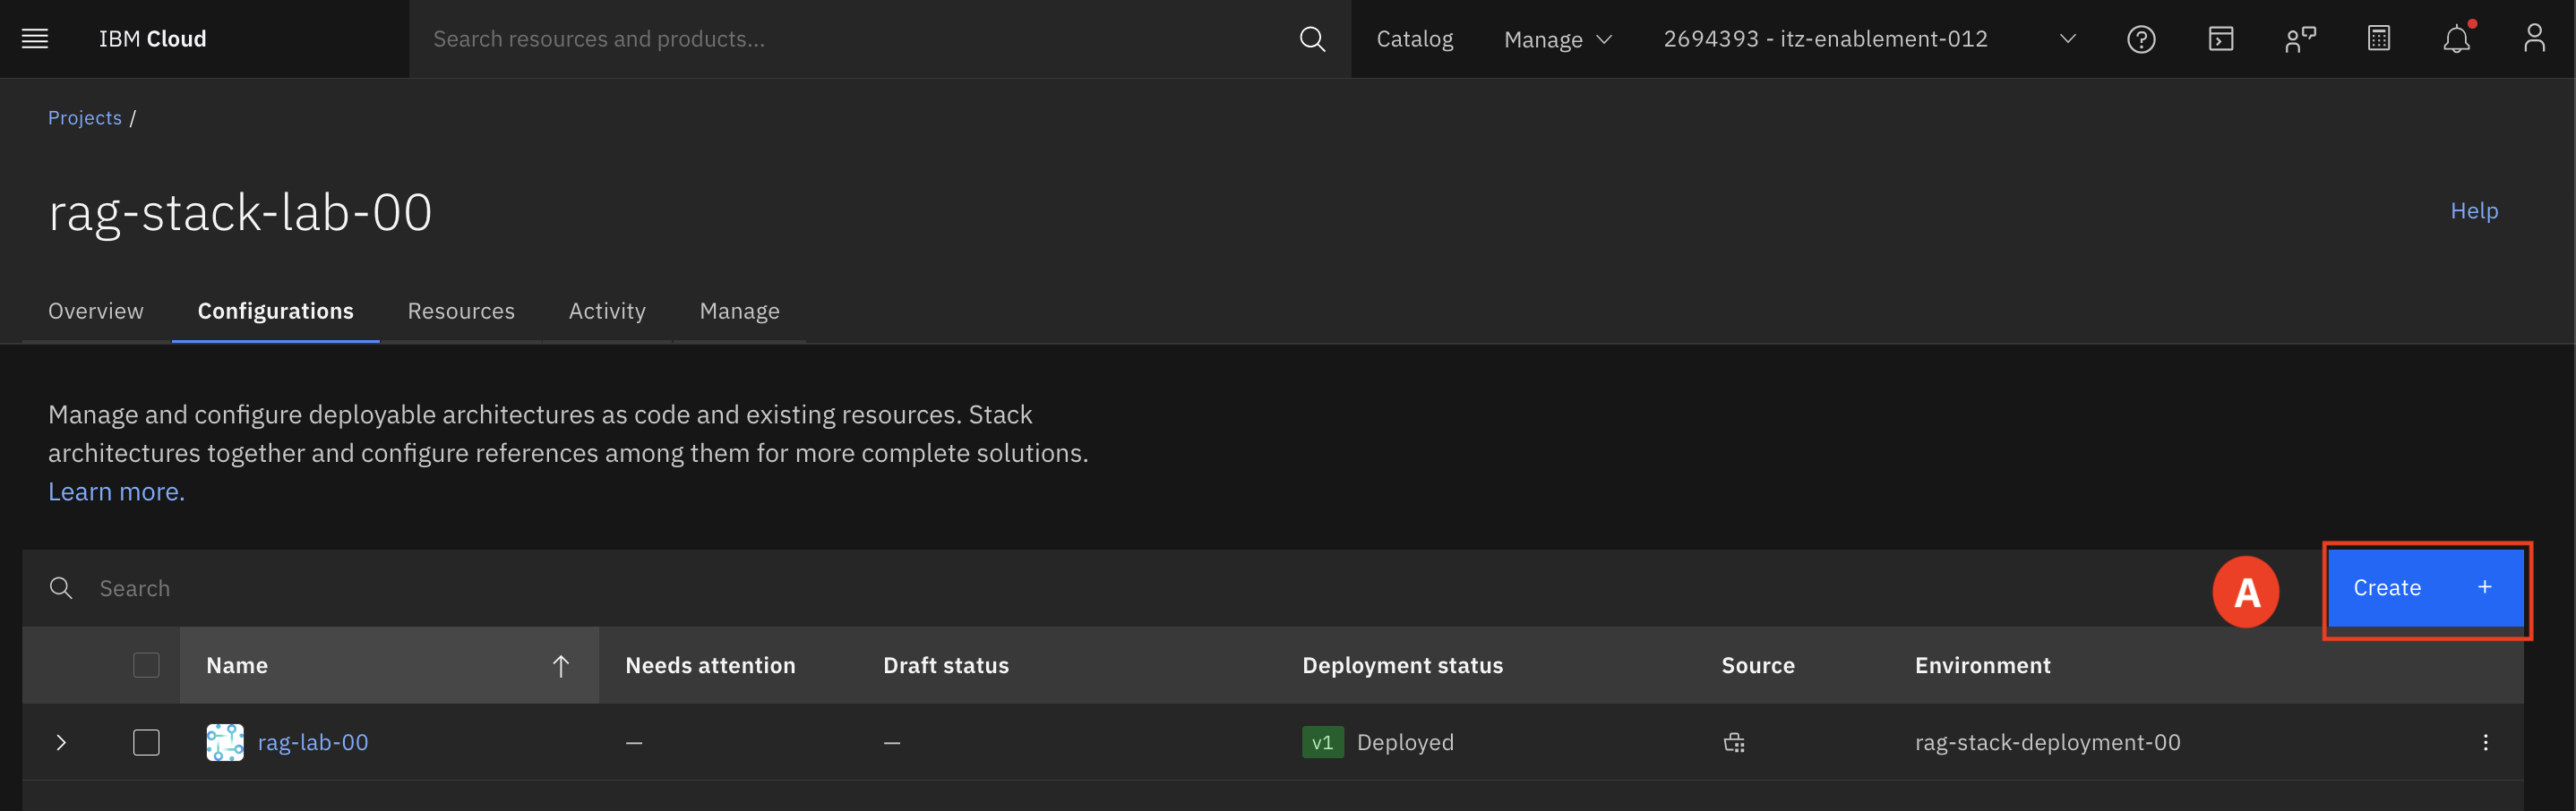 IBM Cloud
Search resources and products...
Catalog
Manage
2694393 - itz-enablement-012
Projects /
rag-stack-lab-00
Help
Overview
Configurations
Resources
Activity
Manage
Manage and configure deployable architectures as code and existing resources. Stack
architectures together and configure references among them for more complete solutions.
Learn more.
Search
A
Create +
Name
Needs attention
Draft status
Deployment status
Source
Environment
rag-lab-00
–
–
v1 Deployed
rag-stack-deployment-00